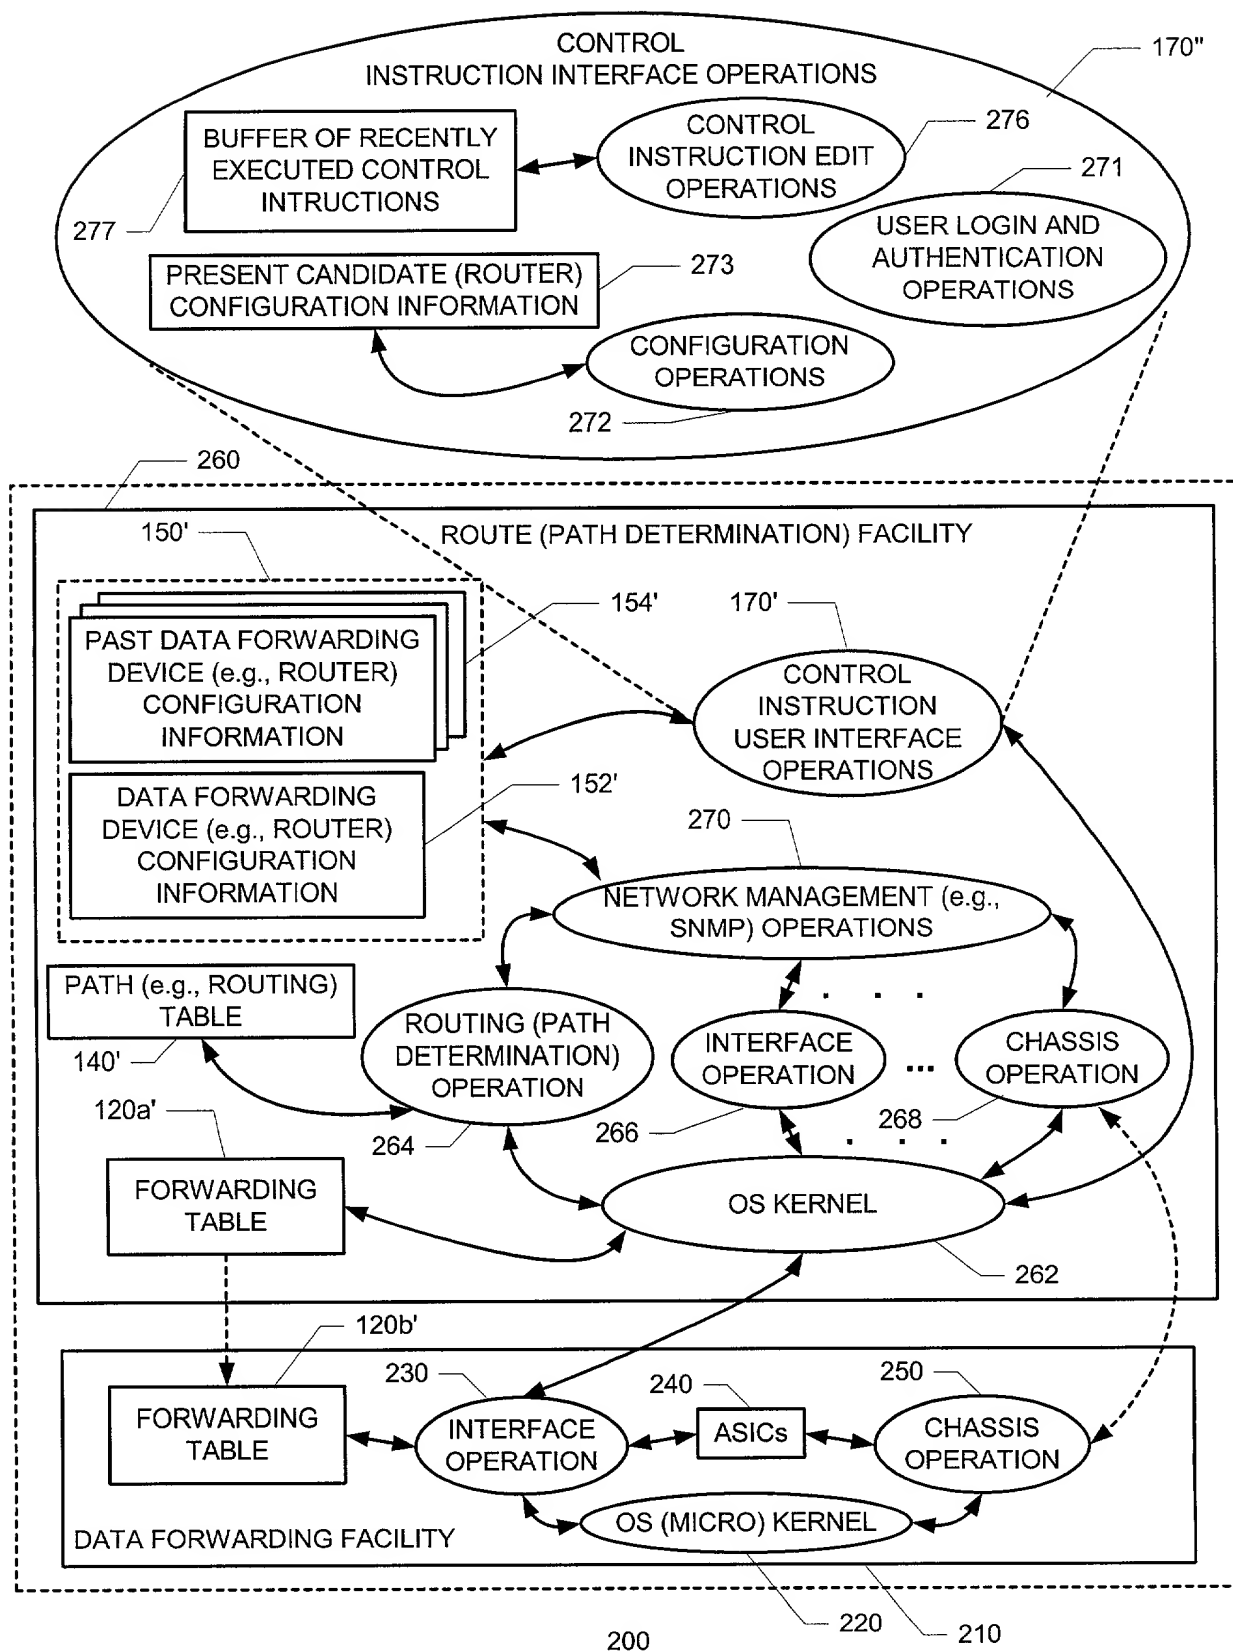 CONTROL
INSTRUCTION INTERFACE OPERATIONS
170"
BUFFER OF RECENTLY
EXECUTED CONTROL
INTRUCTIONS
277
CONTROL
INSTRUCTION EDIT
OPERATIONS
276
271
USER LOGIN AND
AUTHENTICATION
OPERATIONS
PRESENT CANDIDATE (ROUTER)
CONFIGURATION INFORMATION
273
CONFIGURATION
OPERATIONS
272
260
ROUTE (PATH DETERMINATION) FACILITY
150'
154'
PAST DATA FORWARDING
DEVICE (e.g., ROUTER)
CONFIGURATION
INFORMATION
170'
CONTROL
INSTRUCTION
USER INTERFACE
OPERATIONS
DATA FORWARDING
DEVICE (e.g., ROUTER)
CONFIGURATION
INFORMATION
152'
270
NETWORK MANAGEMENT (e.g.,
SNMP) OPERATIONS
PATH (e.g., ROUTING)
TABLE
140'
ROUTING (PATH
DETERMINATION)
OPERATION
264
. . .
INTERFACE
OPERATION
266
...
CHASSIS
OPERATION
268
. . .
120a'
FORWARDING
TABLE
OS KERNEL
262
120b'
FORWARDING
TABLE
230
INTERFACE
OPERATION
240
ASICs
250
CHASSIS
OPERATION
OS (MICRO) KERNEL
DATA FORWARDING FACILITY
220
210
200